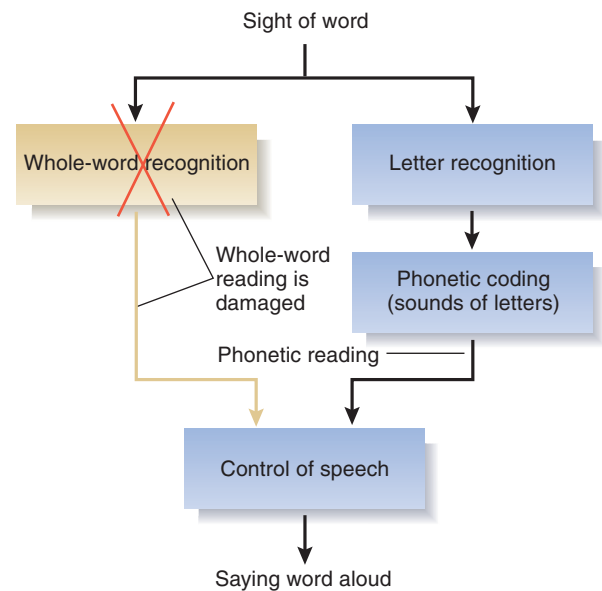 Sight of word
Whole-word recognition
Letter recognition
Whole-word
reading is
damaged
Phonetic coding
(sounds of letters)
Phonetic reading
Control of speech
Saying word aloud